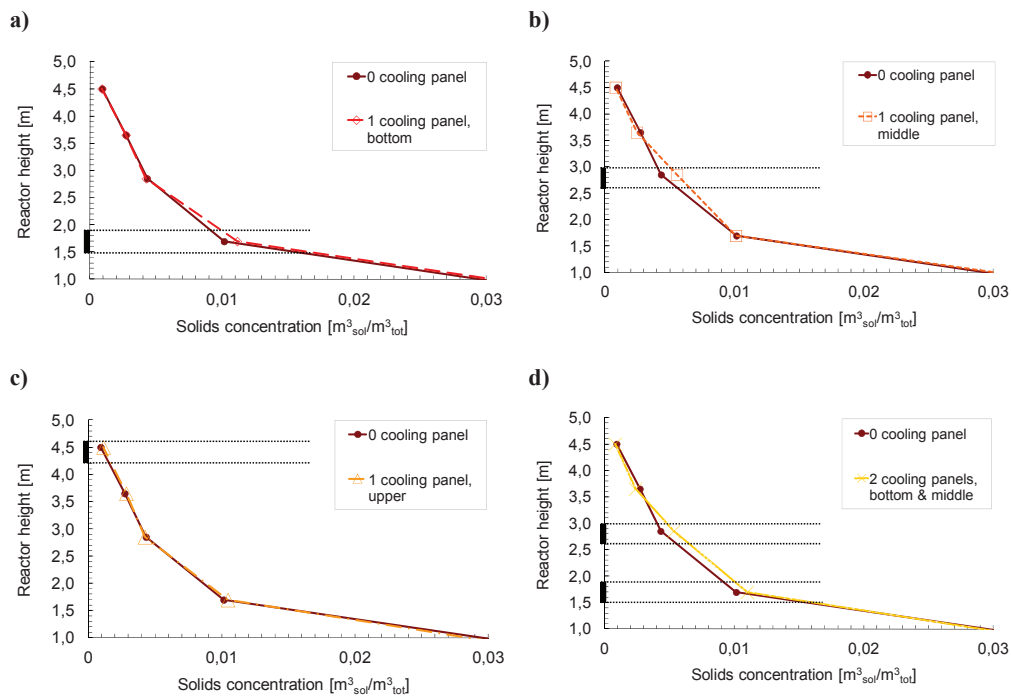 a)
Reactor height [m]
5,0
4,5
4,0
3,5
3,0
2,5
2,0
1,5
1,0
0
0,01
0,02
0,03
Solids concentration [m³sol/m³tot]
0 cooling panel
1 cooling panel,
bottom
b)
Reactor height [m]
5,0
4,5
4,0
3,5
3,0
2,5
2,0
1,5
1,0
0
0,01
0,02
0,03
Solids concentration [m³sol/m³tot]
0 cooling panel
1 cooling panel,
middle
c)
Reactor height [m]
5,0
4,5
4,0
3,5
3,0
2,5
2,0
1,5
1,0
0
0,01
0,02
0,03
Solids concentration [m³sol/m³tot]
0 cooling panel
1 cooling panel,
upper
d)
Reactor height [m]
5,0
4,5
4,0
3,5
3,0
2,5
2,0
1,5
1,0
0
0,01
0,02
0,03
Solids concentration [m³sol/m³tot]
0 cooling panel
2 cooling panels,
bottom & middle